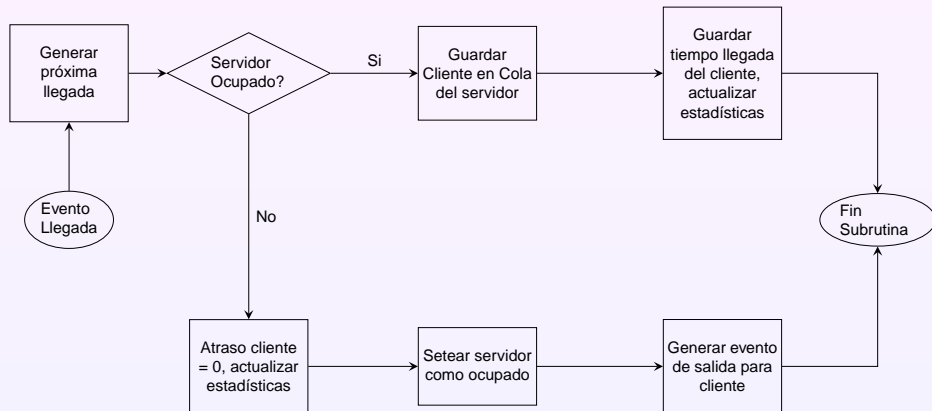 Generar
próxima
llegada
Servidor
Ocupado?
Si
Guardar
Cliente en Cola
del servidor
Guardar
tiempo llegada
del cliente,
actualizar
estadísticas
Evento
Llegada
No
Fin
Subrutina
Atraso cliente
= 0, actualizar
estadísticas
Setear servidor
como ocupado
Generar evento
de salida para
cliente